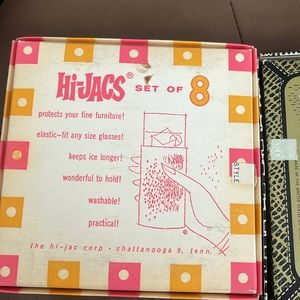 Hi-JACS® SET OF 8
protects your fine furniture!
elastic-fit any size glasses!
keeps ice longer!
wonderful to hold!
washable!
practical!
STYLE
the hi-jac corp · chattanooga 9, tenn.